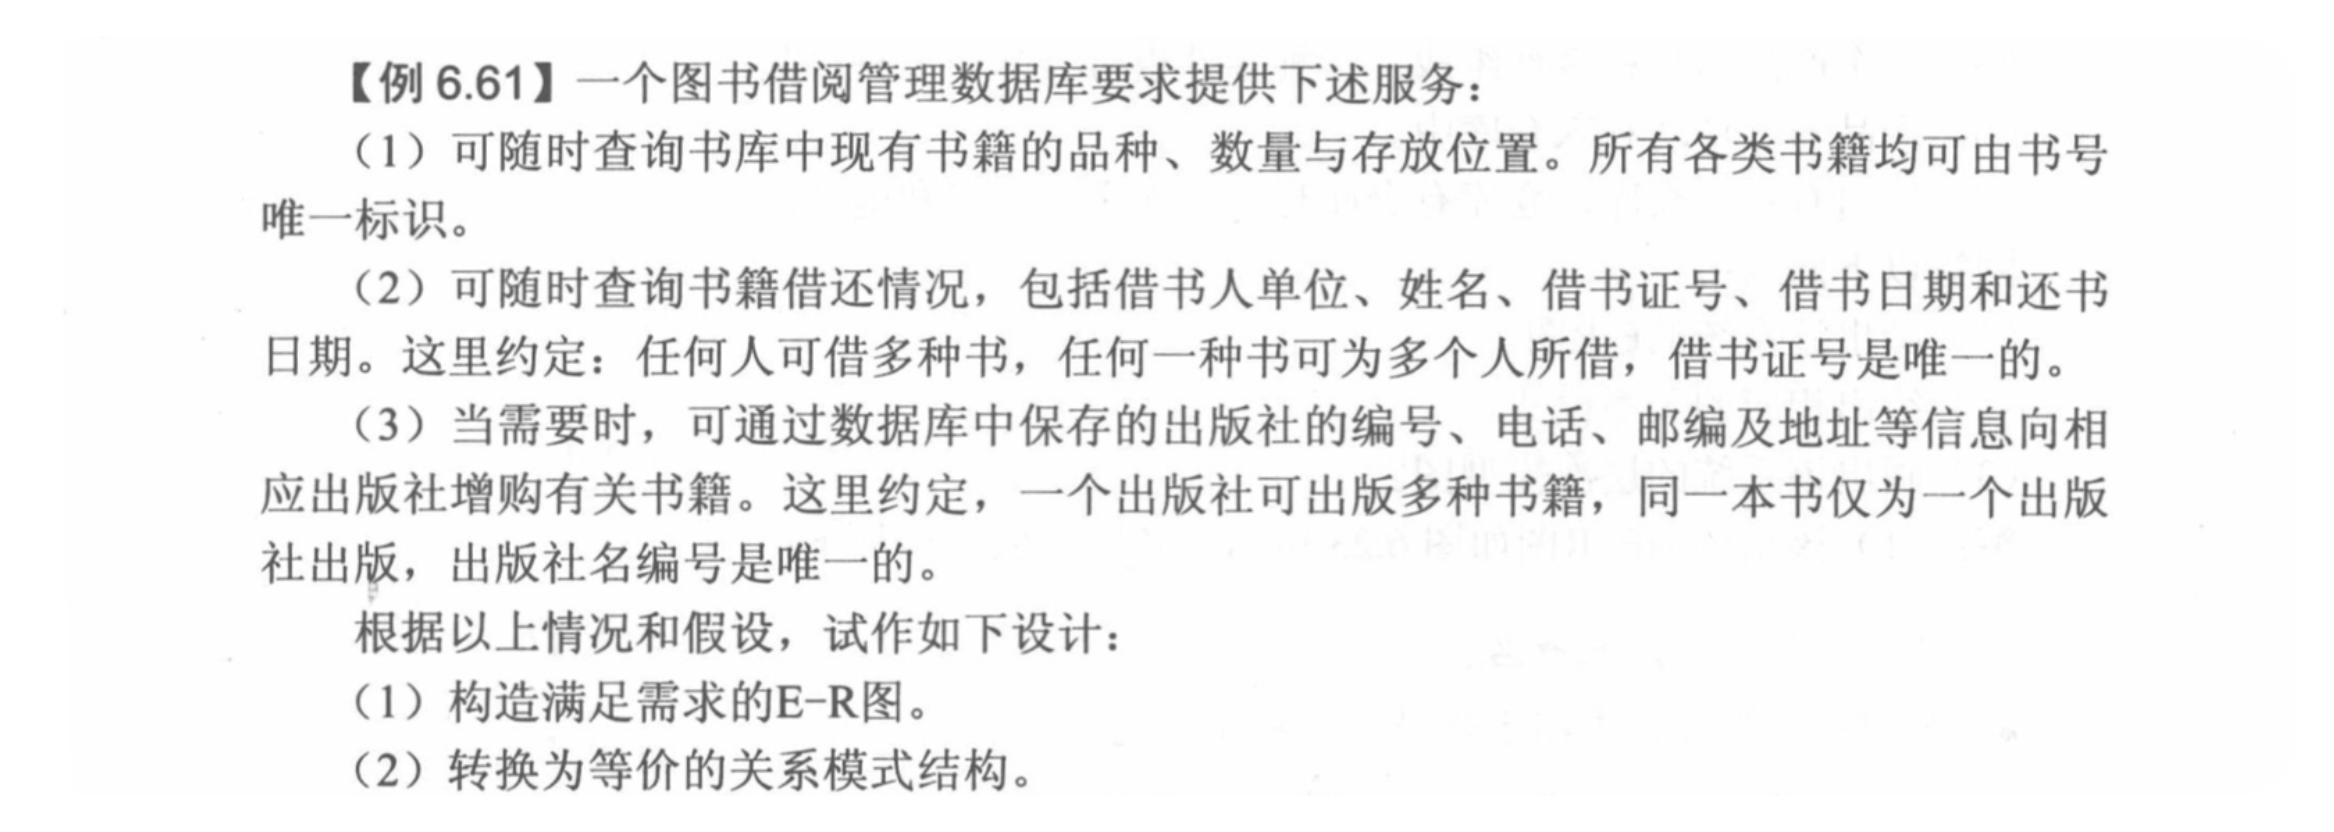 【例 6.61】一个图书借阅管理数据库要求提供下述服务：
（1）可随时查询书库中现有书籍的品种、数量与存放位置。所有各类书籍均可由书号
唯一标识。
（2）可随时查询书籍借还情况，包括借书人单位、姓名、借书证号、借书日期和还书
日期。这里约定：任何人可借多种书，任何一种书可为多个人所借，借书证号是唯一的。
（3）当需要时，可通过数据库中保存的出版社的编号、电话、邮编及地址等信息向相
应出版社增购有关书籍。这里约定，一个出版社可出版多种书籍，同一本书仅为一个出版
社出版，出版社名编号是唯一的。
根据以上情况和假设，试作如下设计：
（1）构造满足需求的E-R图。
（2）转换为等价的关系模式结构。